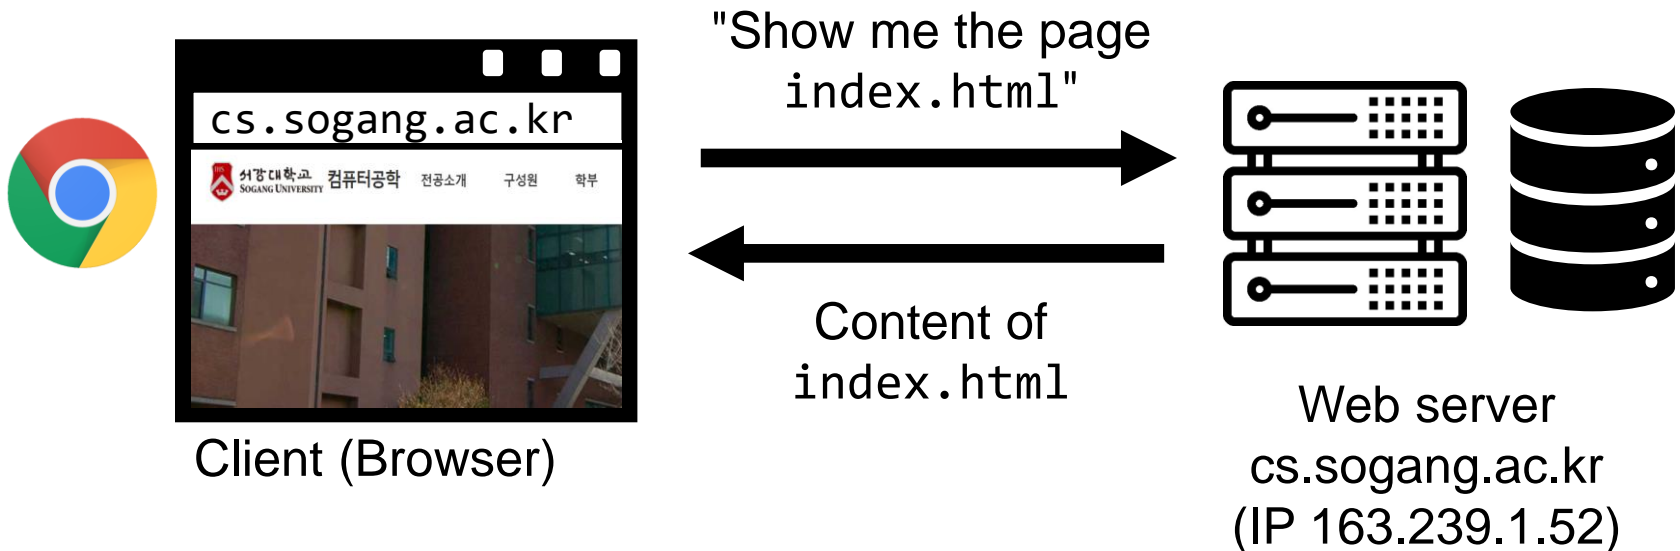 "Show me the page
index.html"
cs.sogang.ac.kr
서강대학교
SOGANG UNIVERSITY
컴퓨터공학 전공소개 구성원 학부
Content of
index.html
Client (Browser)
Web server
cs.sogang.ac.kr
(IP 163.239.1.52)